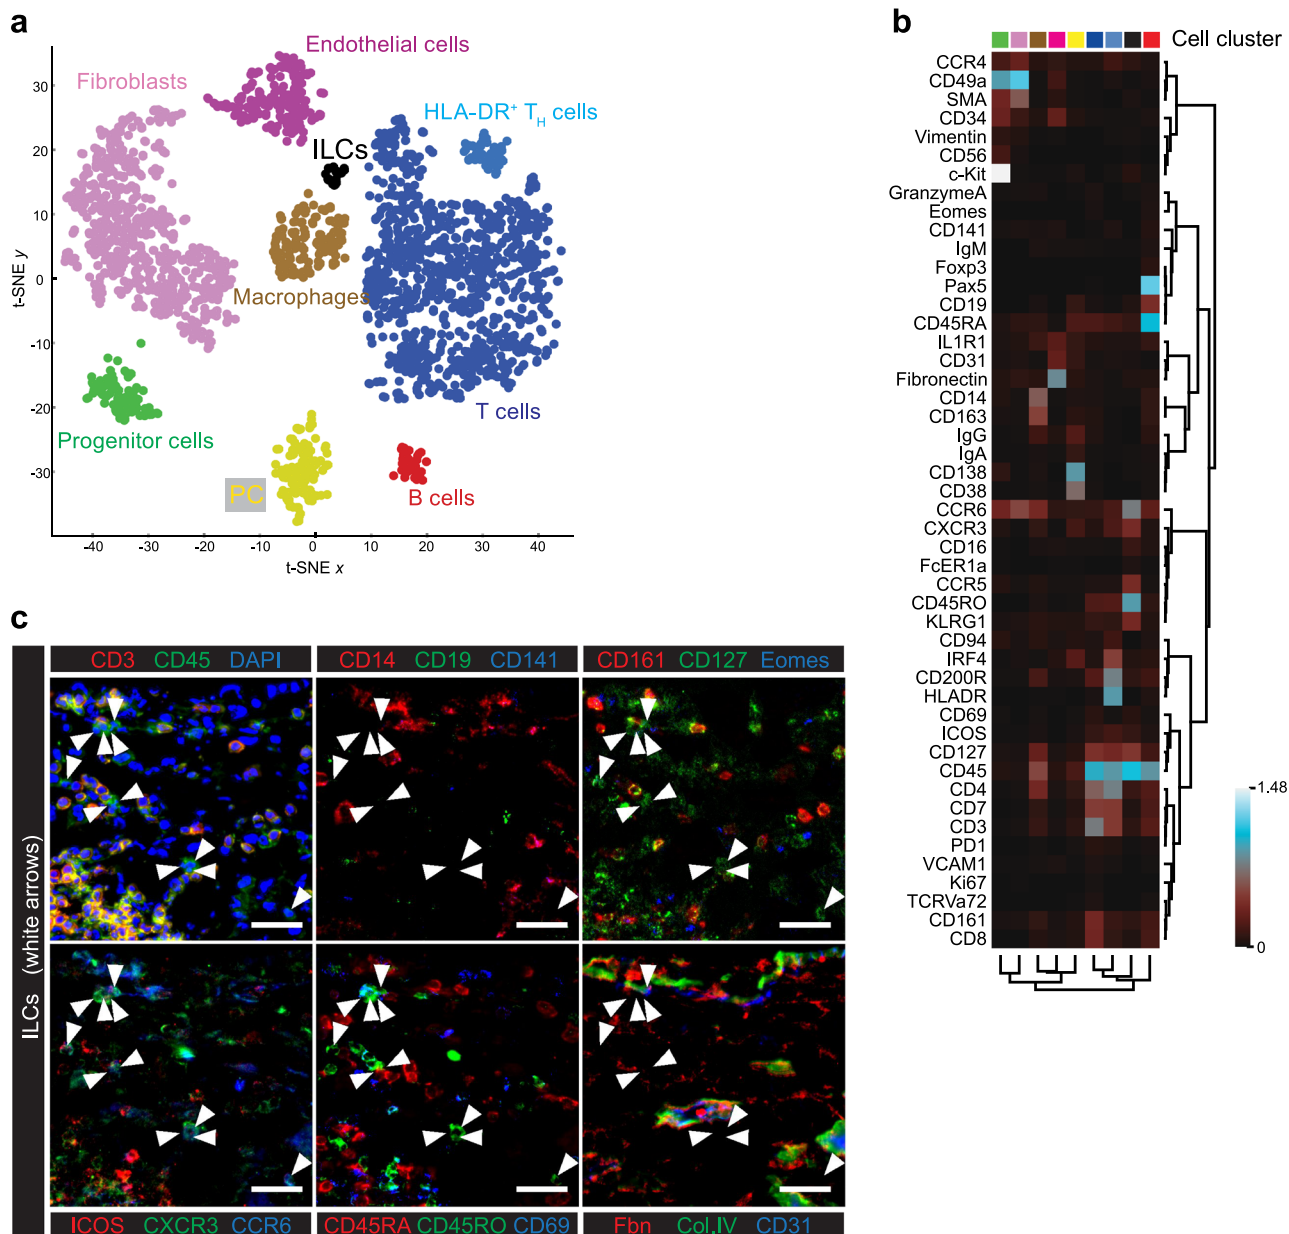 a
Endothelial cells
Fibroblasts
HLA-DR+ TH cells
ILCs
Macrophages
T cells
Progenitor cells
PC
B cells
30
20
10
0
-10
-20
-30
t-SNE y
-40
-30
-20
-10
0
10
20
30
40
t-SNE x
b
Cell cluster
CCR4
CD49a
SMA
CD34
Vimentin
CD56
c-Kit
GranzymeA
Eomes
CD141
IgM
Foxp3
Pax5
CD19
CD45RA
IL1R1
CD31
Fibronectin
CD14
CD163
IgG
IgA
CD138
CD38
CCR6
CXCR3
CD16
FcER1a
CCR5
CD45RO
KLRG1
CD94
IRF4
CD200R
HLADR
CD69
ICOS
CD127
CD45
CD4
CD7
CD3
PD1
VCAM1
Ki67
TCRVa72
CD161
CD8
1.48
0
c
ILCs (white arrows)
CD3 CD45 DAPI
CD14 CD19 CD141
CD161 CD127 Eomes
ICOS CXCR3 CCR6
CD45RA CD45RO CD69
Fbn Col.IV CD31